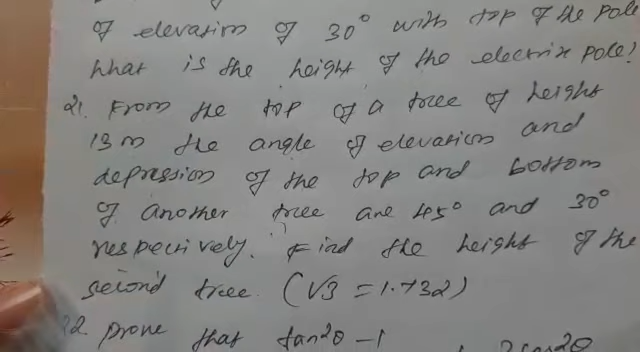 of elevation of 30° with top of the pole
What is the height of the electrix pole?
21. From the top of a tree of height
13 m the angle of elevation and
depression of the top and bottom
of another tree are 45° and 30°
respectively. Find the height of the
second tree. (√3 = 1.732)
22. prove that tan²θ - 1